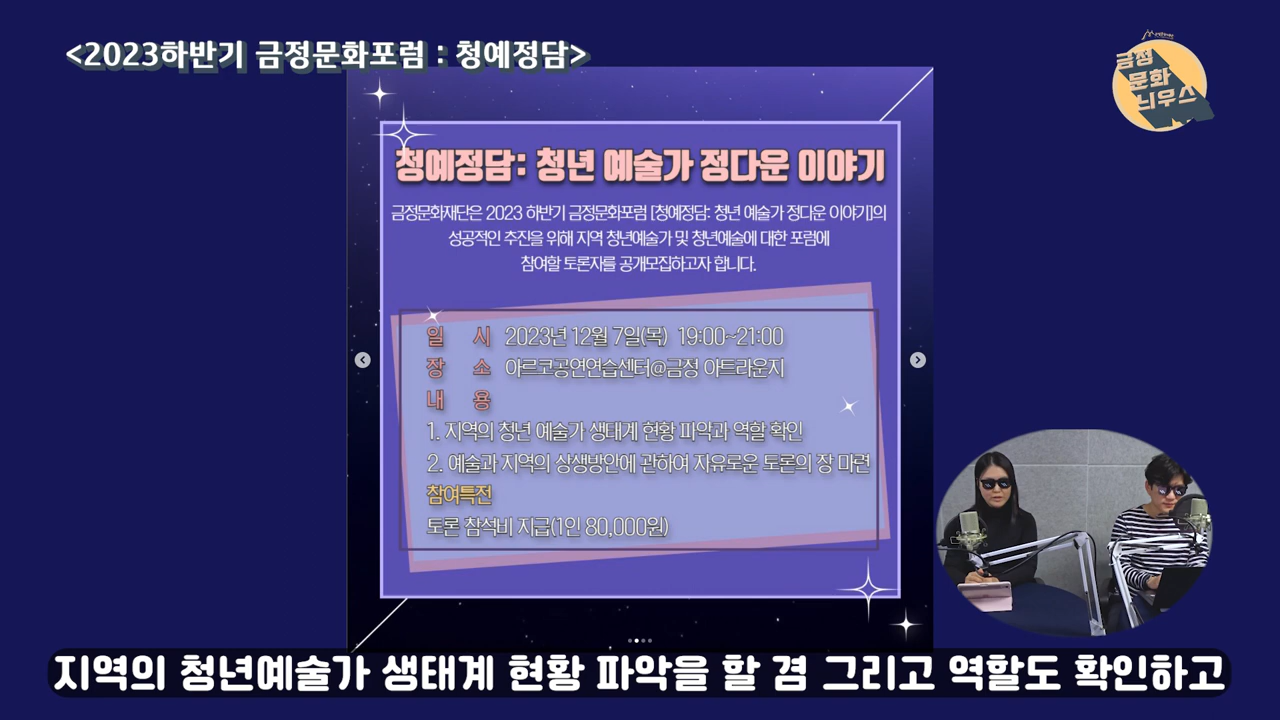 <2023하반기 금정문화포럼 : 청예정담>
금정
문화
늬우스
청예정담: 청년 예술가 정다운 이야기
금정문화재단은 2023 하반기 금정문화포럼 [청예정담: 청년 예술가 정다운 이야기]의
성공적인 추진을 위해 지역 청년예술가 및 청년예술에 대한 포럼에
참여할 토론자를 공개모집하고자 합니다.
일 시 2023년 12월 7일(목) 19:00~21:00
장 소 아르코공연연습센터@금정 아트라운지
내 용
1. 지역의 청년 예술가 생태계 현황 파악과 역할 확인
2. 예술과 지역의 상생방안에 관하여 자유로운 토론의 장 마련
참여특전
토론 참석비 지급(1인 80,000원)
지역의 청년예술가 생태계 현황 파악을 할 겸 그리고 역할도 확인하고